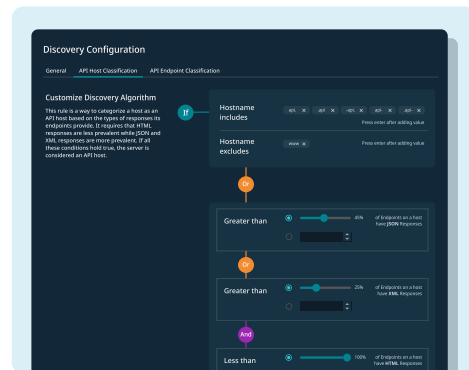 Discovery Configuration
General API Host Classification API Endpoint Classification
Customize Discovery Algorithm
This rule is a way to categorize a host as an
API host based on the types of responses its
endpoints provide. It requires that HTML
responses are less prevalent while JSON and
XML responses are more prevalent. If all
these conditions hold true, the server is
considered an API host.
If
Hostname
includes
Press enter after adding value
Hostname
excludes
www ×
Press enter after adding value
Or
Greater than
45%
of Endpoints on a host
have JSON Responses
Or
Greater than
25%
of Endpoints on a host
have XML Responses
And
Less than
100%
of Endpoints on a host
have HTML Responses